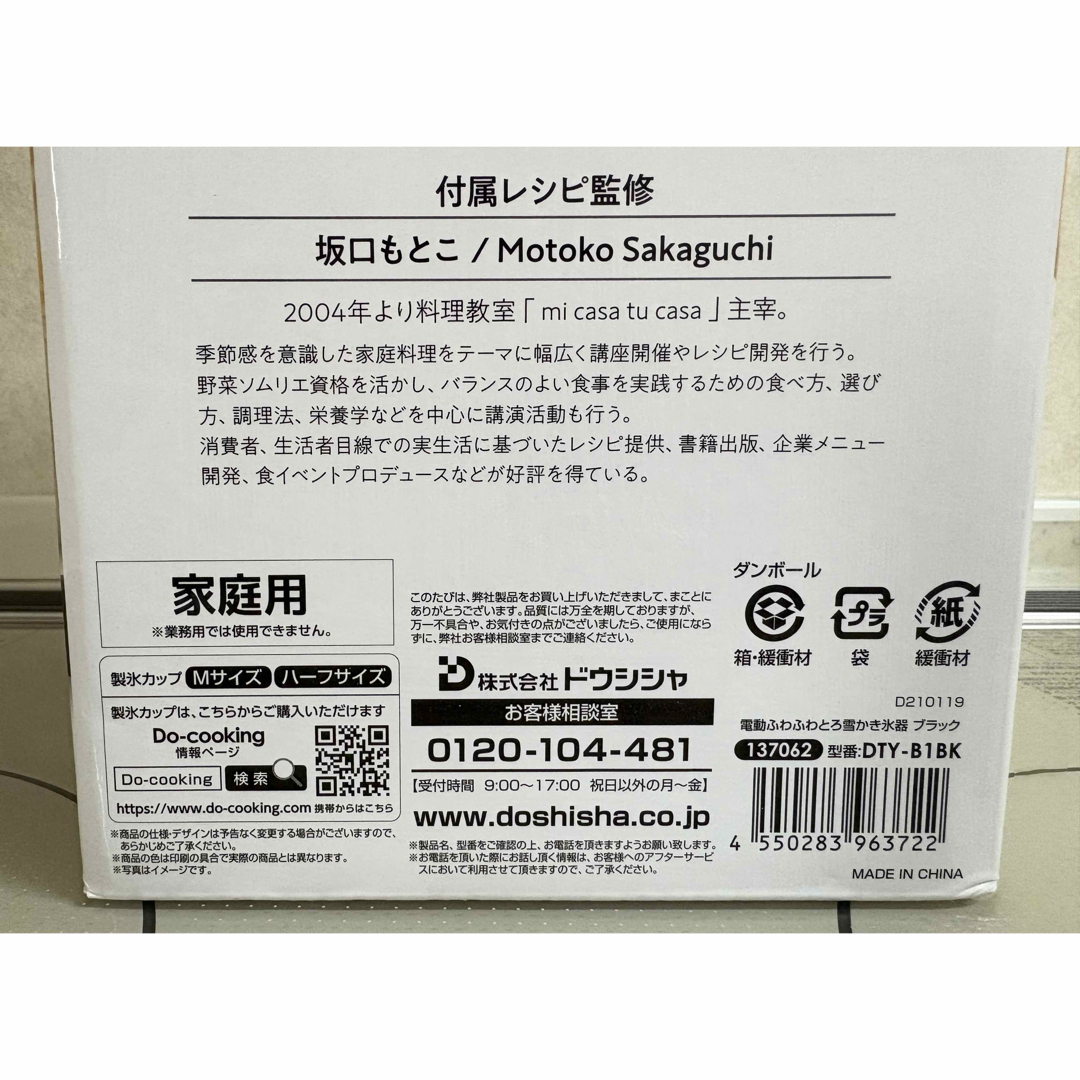 付属レシピ監修
坂口もとこ / Motoko Sakaguchi
2004年より料理教室「 mi casa tu casa 」主宰。
季節感を意識した家庭料理をテーマに幅広く講座開催やレシピ開発を行う。
野菜ソムリエ資格を活かし、バランスのよい食事を実践するための食べ方、選び
方、調理法、栄養学などを中心に講演活動も行う。
消費者、生活者目線での実生活に基づいたレシピ提供、書籍出版、企業メニュー
開発、食イベントプロデュースなどが好評を得ている。
家庭用
※業務用では使用できません。
製氷カップ Mサイズ ハーフサイズ
製氷カップは、こちらからご購入いただけます
Do-cooking
情報ページ
Do-cooking 検索
https://www.do-cooking.com 携帯からはこちら
※商品の仕様・デザインは予告なく変更する場合がございますので、
あらかじめご了承ください。
※商品の色は印刷の具合で実際の商品とは異なります。
※写真はイメージです。
このたびは、弊社製品をお買い上げいただきまして、まことに
ありがとうございます。品質には万全を期しておりますが、
万一不具合や、お気付きの点がございましたら、ご使用になら
ずに、弊社お客様相談室までご連絡ください。
株式会社ドウシシャ
お客様相談室
0120-104-481
【受付時間 9:00〜17:00 祝日以外の月〜金】
www.doshisha.co.jp
※製品名、型番をご確認の上、お電話を頂きますようお願い致します。
※お電話を頂いた際にお話し頂く情報は、お客様へのアフターサービ
スにおいて利用させて頂きますので、ご了承ください。
ダンボール
プラ
紙
箱・緩衝材 袋 緩衝材
D210119
電動ふわふわとろ雪かき氷器 ブラック
137062 型番:DTY-B1BK
4 550283 963722
MADE IN CHINA